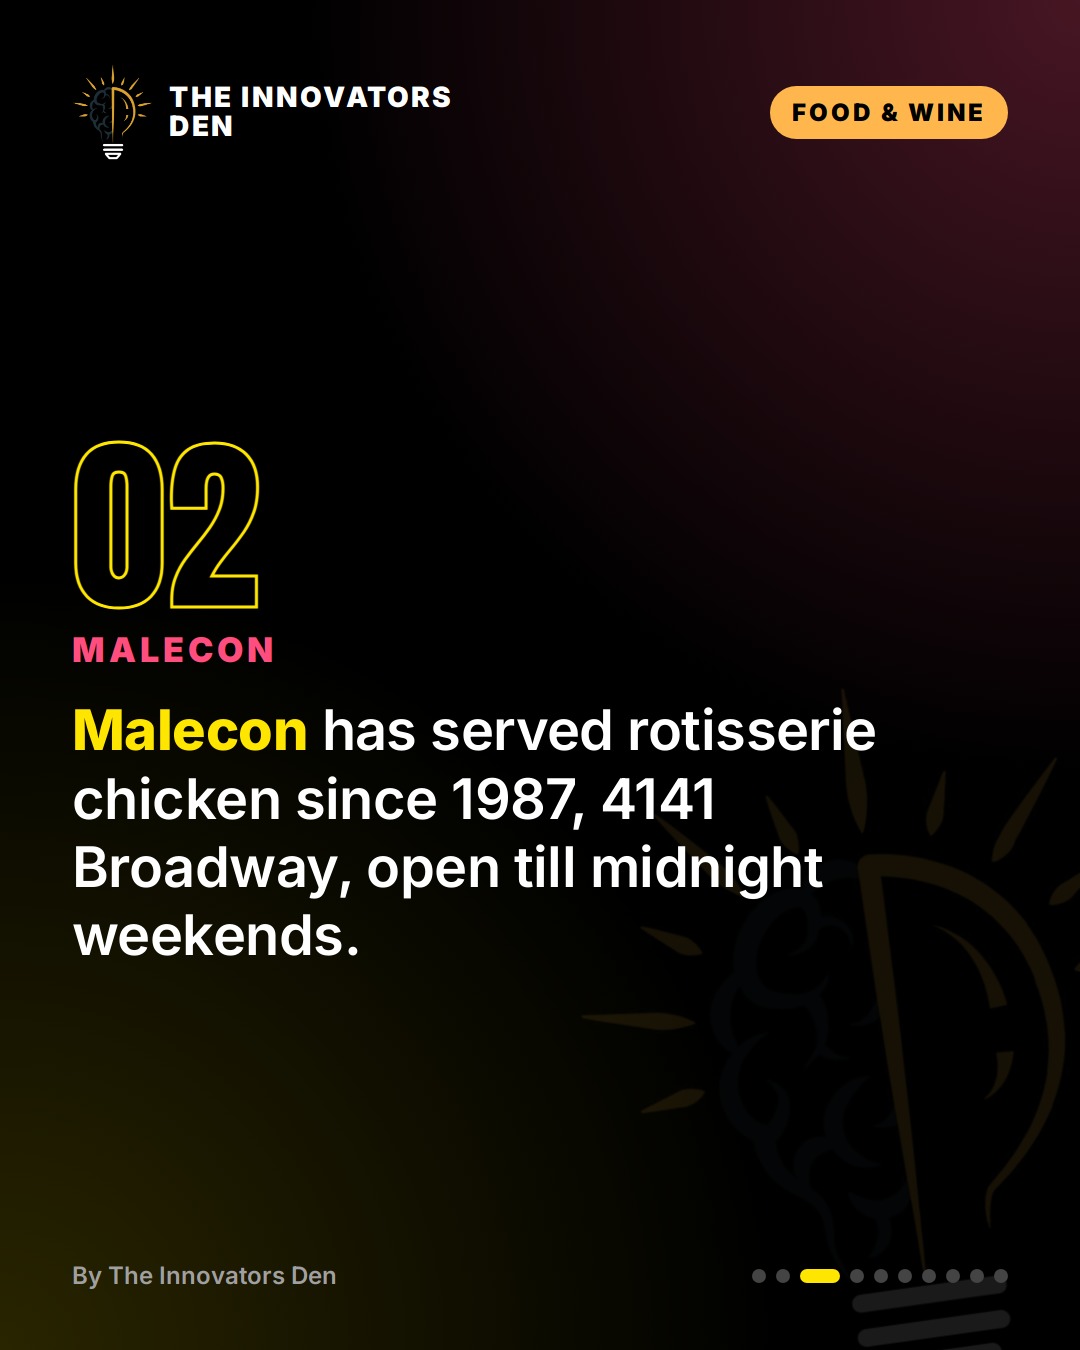 THE INNOVATORS
DEN
FOOD & WINE
02
MALECON
Malecon has served rotisserie
chicken since 1987, 4141
Broadway, open till midnight
weekends.
By The Innovators Den